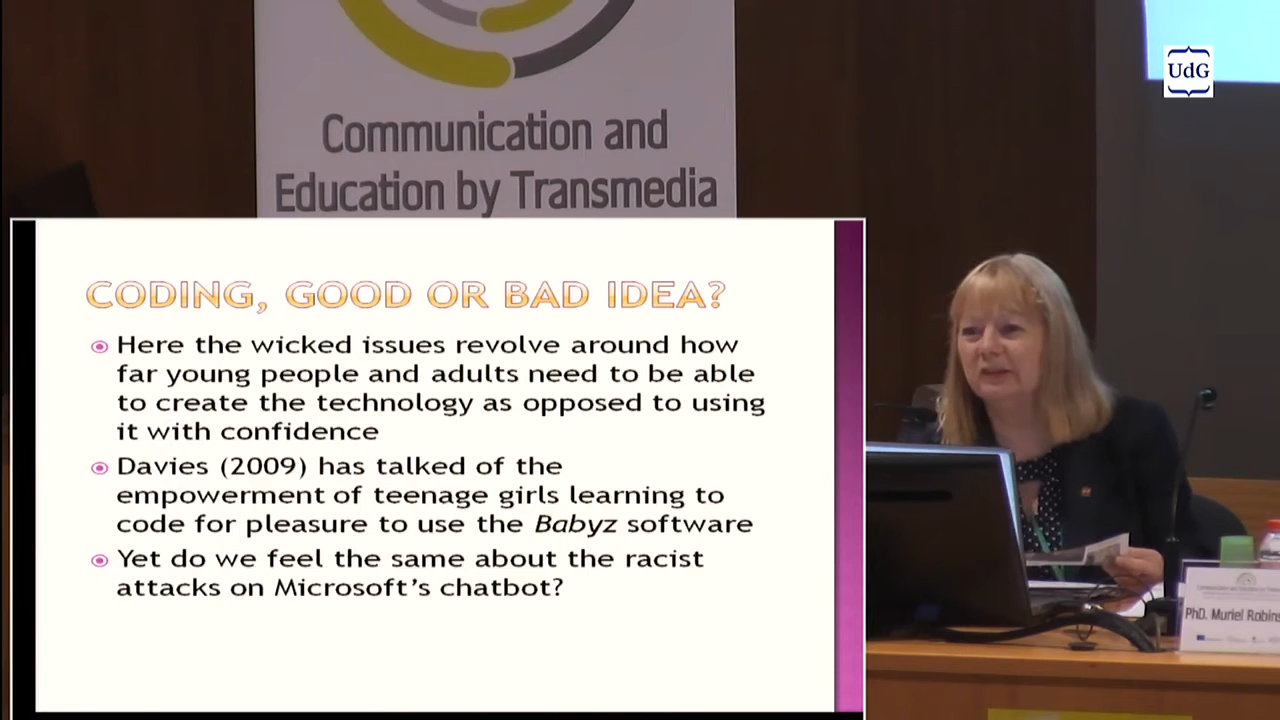 UdG
Communication and
Education by Transmedia
CODING, GOOD OR BAD IDEA?
Here the wicked issues revolve around how
far young people and adults need to be able
to create the technology as opposed to using
it with confidence
Davies (2009) has talked of the
empowerment of teenage girls learning to
code for pleasure to use the Babyz software
Yet do we feel the same about the racist
attacks on Microsoft's chatbot?
PhD. Muriel Robins